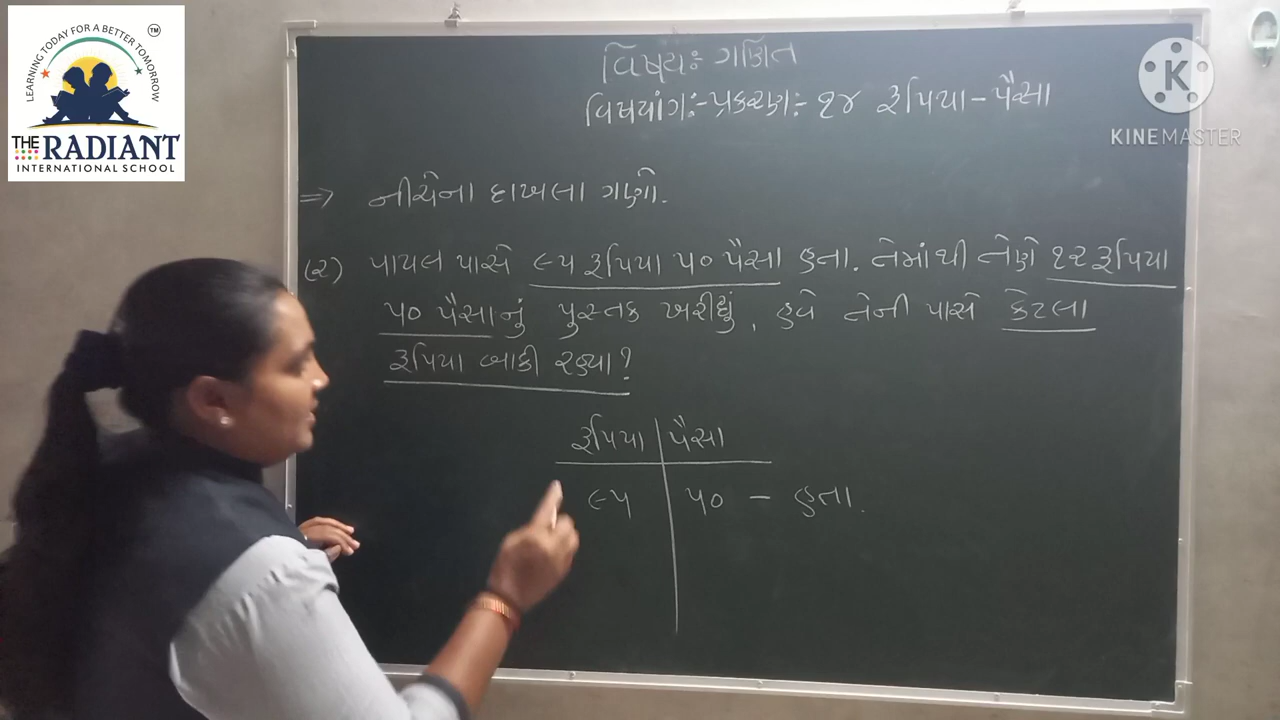 LEARNING TODAY FOR A BETTER TOMORROW
TM
THE RADIANT
INTERNATIONAL SCHOOL
K
KINEMASTER
વિષયઃ ગણિત
વિષયાંગઃ- પ્રકરણઃ- ૧૪ રૂપિયા - પૈસા
⇒ નીચેના દાખલા ગણો.
(૨) પાયલ પાસે ૯૫ રૂપિયા ૫૦ પૈસા હતા. તેમાંથી તેણે ૧૨ રૂપિયા
૫૦ પૈસાનું પુસ્તક ખરીદ્યું, હવે તેની પાસે કેટલા
રૂપિયા બાકી રહ્યા?
રૂપિયા પૈસા
૯૫ ૫૦ - હતા.